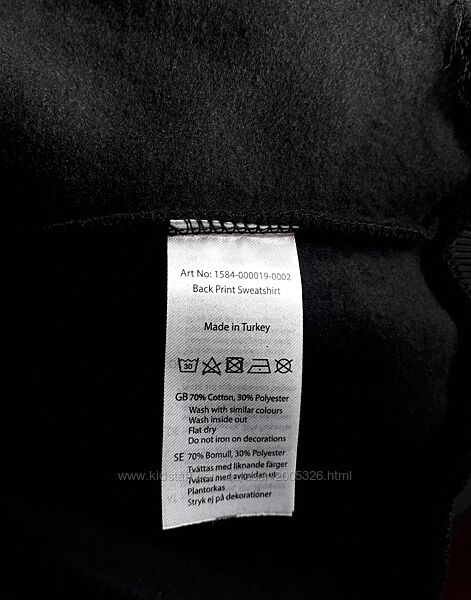 Art No: 1584-000019-0002
Back Print Sweatshirt
Made in Turkey
30
GB 70% Cotton, 30% Polyester
Wash with similar colours
Wash inside out
Flat dry
Do not iron on decorations
SE 70% Bomull, 30% Polyester
Tvättas med liknande färger
Tvättas med avigsidan ut
Plantorkas
Stryk ej på dekorationer